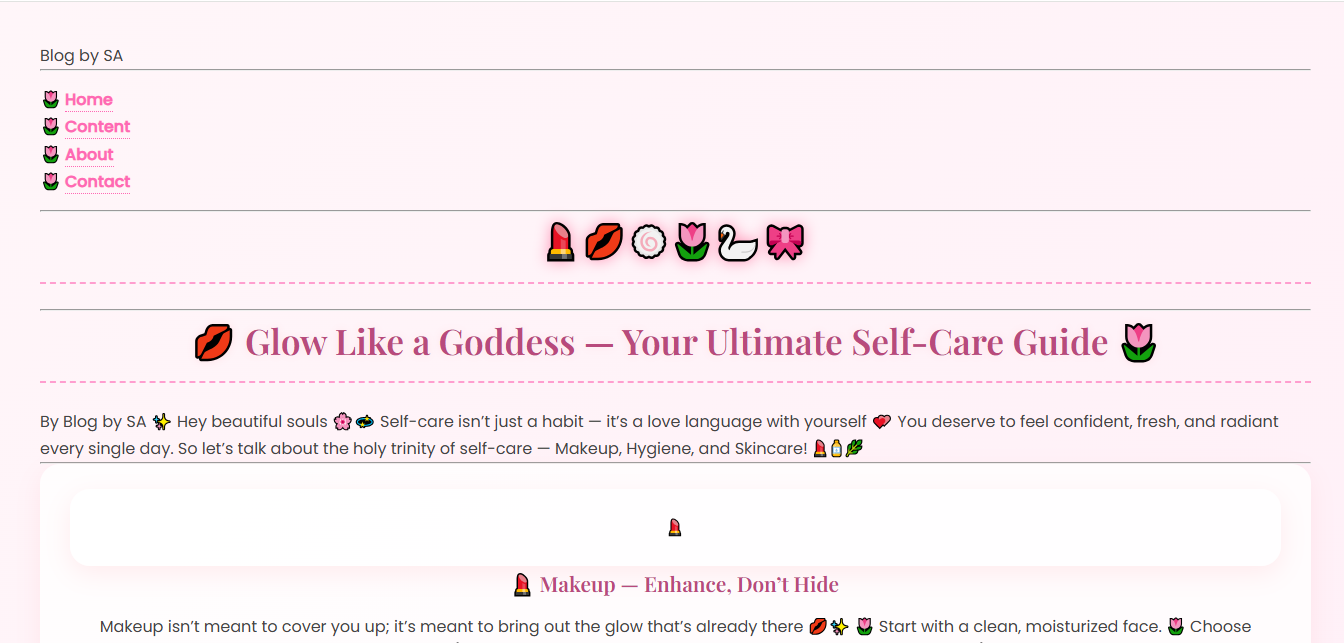 Blog by SA
🌷 Home
🌷 Content
🌷 About
🌷 Contact
💄💋🍥🌷🦢🎀
💋 Glow Like a Goddess — Your Ultimate Self-Care Guide 🌷
By Blog by SA ✨ Hey beautiful souls 🌸💫 Self-care isn’t just a habit — it’s a love language with yourself 💕 You deserve to feel confident, fresh, and radiant
every single day. So let’s talk about the holy trinity of self-care — Makeup, Hygiene, and Skincare! 💄🧴🌿
💄
💄 Makeup — Enhance, Don’t Hide
Makeup isn’t meant to cover you up; it’s meant to bring out the glow that’s already there 💋✨ 🌷 Start with a clean, moisturized face. 🌷 Choose